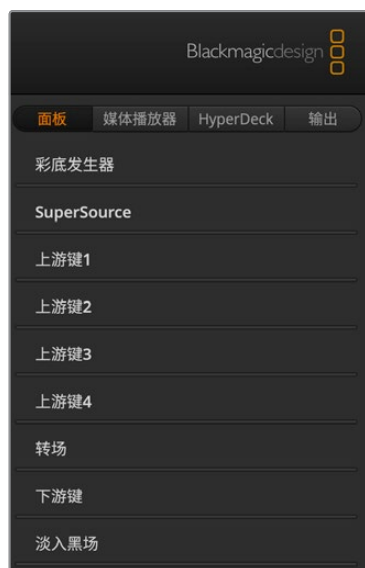 Blackmagicdesign
面板 媒体播放器 HyperDeck 输出
彩底发生器
SuperSource
上游键1
上游键2
上游键3
上游键4
转场
下游键
淡入黑场